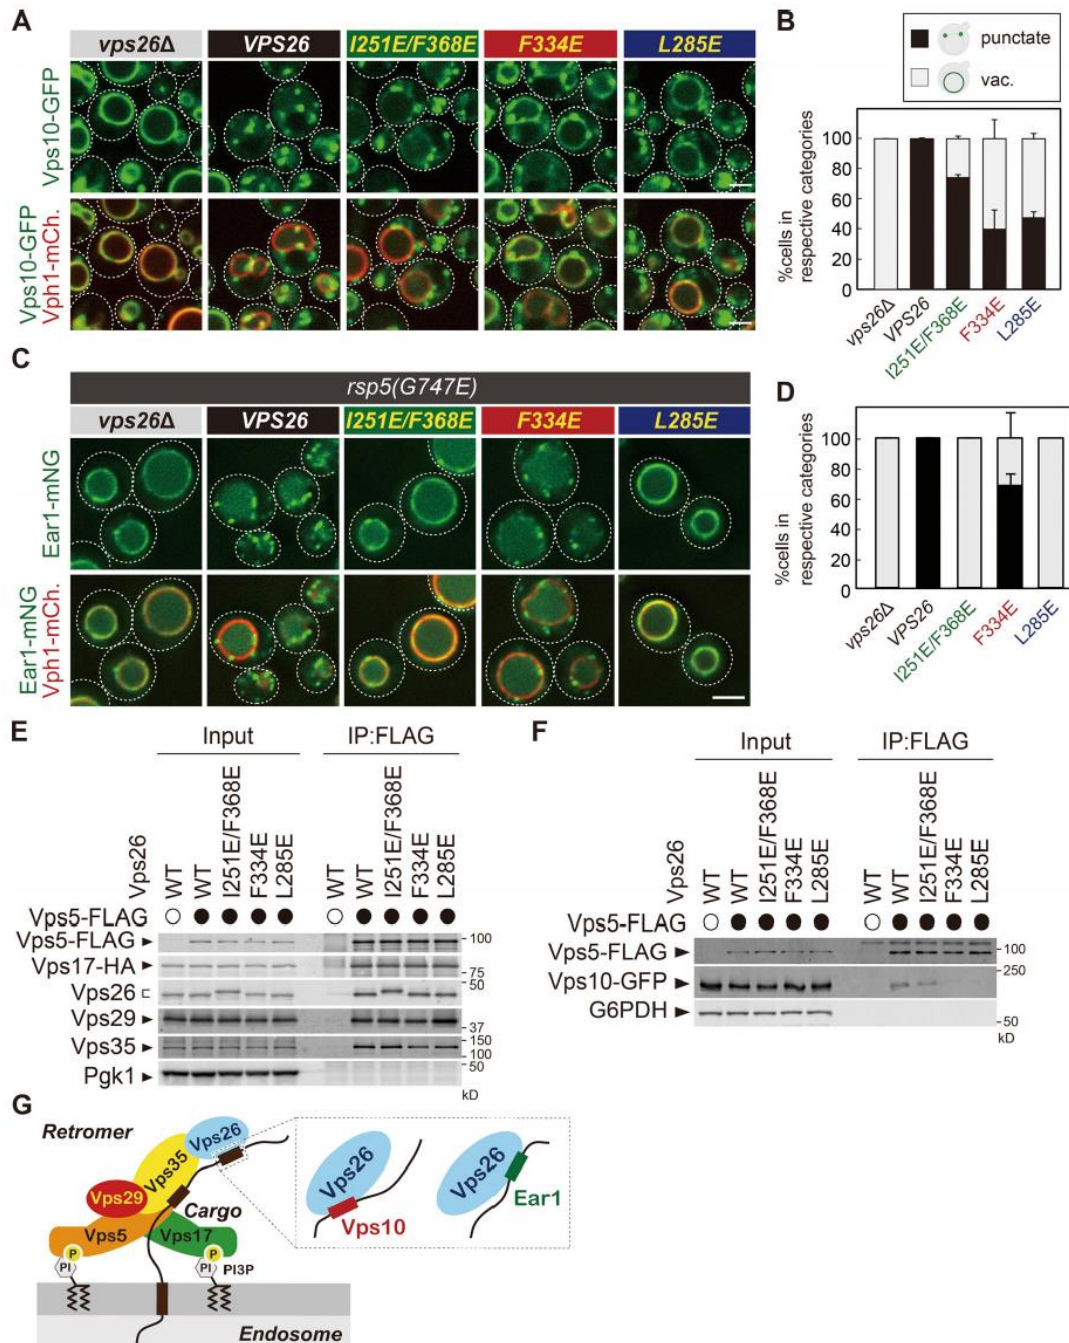 A
vps26Δ
VPS26
I251E/F368E
F334E
L285E
Vps10-GFP
Vps10-GFP
Vph1-mCh.
B
punctate
vac.
%cells in
respective categories
100
80
60
40
20
0
vps26Δ
VPS26
I251E/F368E
F334E
L285E
C
rsp5(G747E)
vps26Δ
VPS26
I251E/F368E
F334E
L285E
Ear1-mNG
Ear1-mNG
Vph1-mCh.
D
%cells in
respective categories
100
80
60
40
20
0
vps26Δ
VPS26
I251E/F368E
F334E
L285E
E
Input
IP:FLAG
Vps26
WT
WT
I251E/F368E
F334E
L285E
WT
WT
I251E/F368E
F334E
L285E
Vps5-FLAG
Vps5-FLAG
100
Vps17-HA
75
Vps26
50
Vps29
37
Vps35
150
100
Pgk1
50
kD
F
Input
IP:FLAG
Vps26
WT
WT
I251E/F368E
F334E
L285E
WT
WT
I251E/F368E
F334E
L285E
Vps5-FLAG
Vps5-FLAG
100
Vps10-GFP
250
G6PDH
50
kD
G
Retromer
Vps26
Vps35
Vps29
Cargo
Vps5
Vps17
P
PI
P
PI
PI3P
Endosome
Vps26
Vps10
Vps26
Ear1